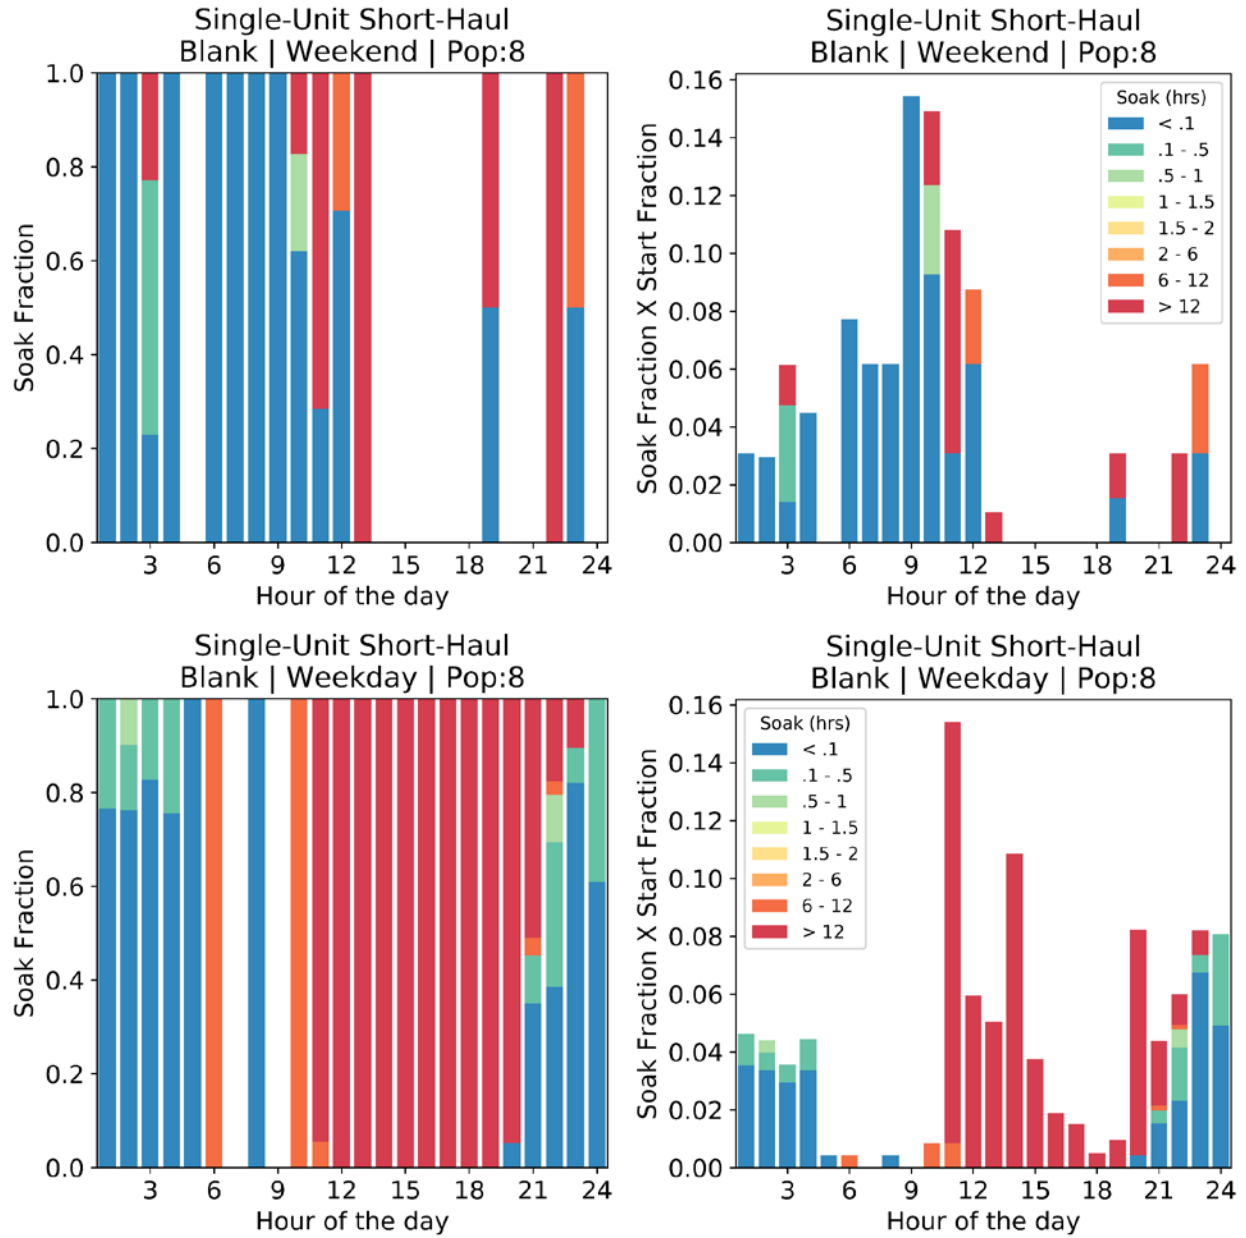 Single-Unit Short-Haul
Blank | Weekend | Pop:8
1.0
0.8
0.6
0.4
0.2
0.0
Soak Fraction
3 6 9 12 15 18 21 24
Hour of the day
Single-Unit Short-Haul
Blank | Weekend | Pop:8
0.16
0.14
0.12
0.10
0.08
0.06
0.04
0.02
0.00
Soak Fraction X Start Fraction
Soak (hrs)
< .1
.1 - .5
.5 - 1
1 - 1.5
1.5 - 2
2 - 6
6 - 12
> 12
3 6 9 12 15 18 21 24
Hour of the day
Single-Unit Short-Haul
Blank | Weekday | Pop:8
1.0
0.8
0.6
0.4
0.2
0.0
Soak Fraction
3 6 9 12 15 18 21 24
Hour of the day
Single-Unit Short-Haul
Blank | Weekday | Pop:8
0.16
0.14
0.12
0.10
0.08
0.06
0.04
0.02
0.00
Soak Fraction X Start Fraction
Soak (hrs)
< .1
.1 - .5
.5 - 1
1 - 1.5
1.5 - 2
2 - 6
6 - 12
> 12
3 6 9 12 15 18 21 24
Hour of the day